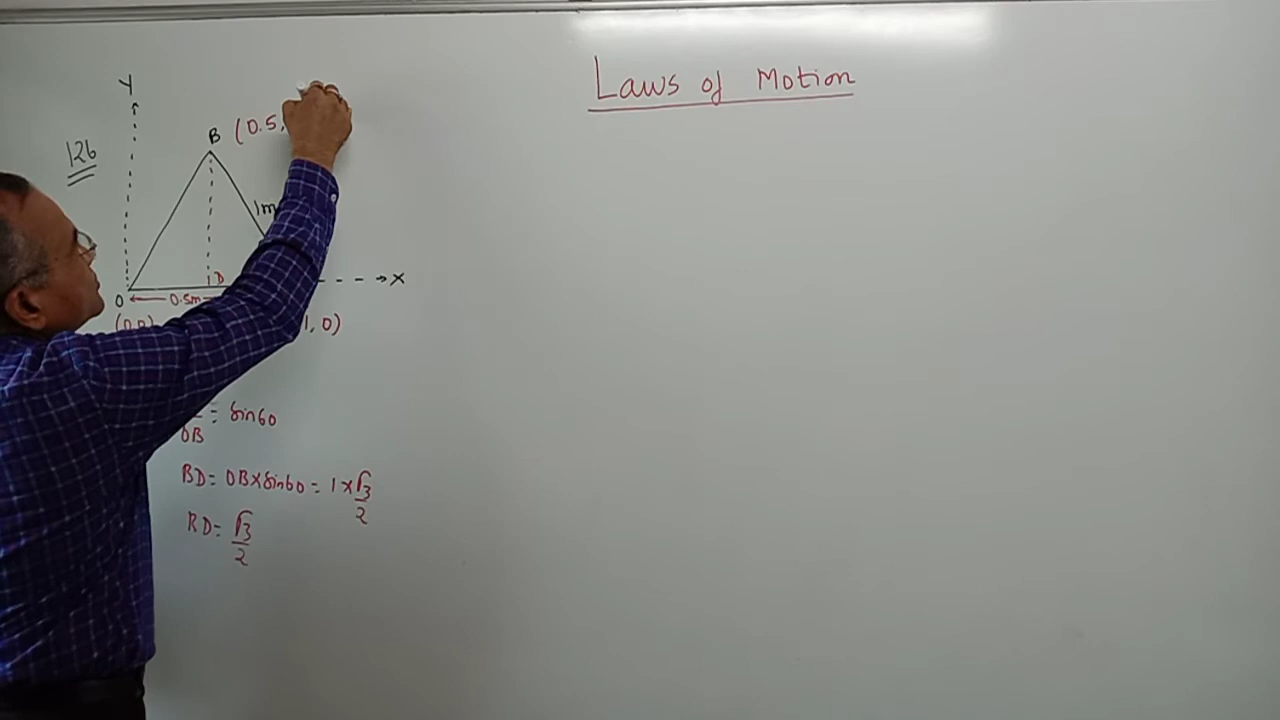 Laws of Motion
Y
126
B (0.5,
1m
D
X
O 0.5m
(0,0) 1, 0)
OB = Sin60
BD = OB x Sin60 = 1 x √3/2
BD = √3/2